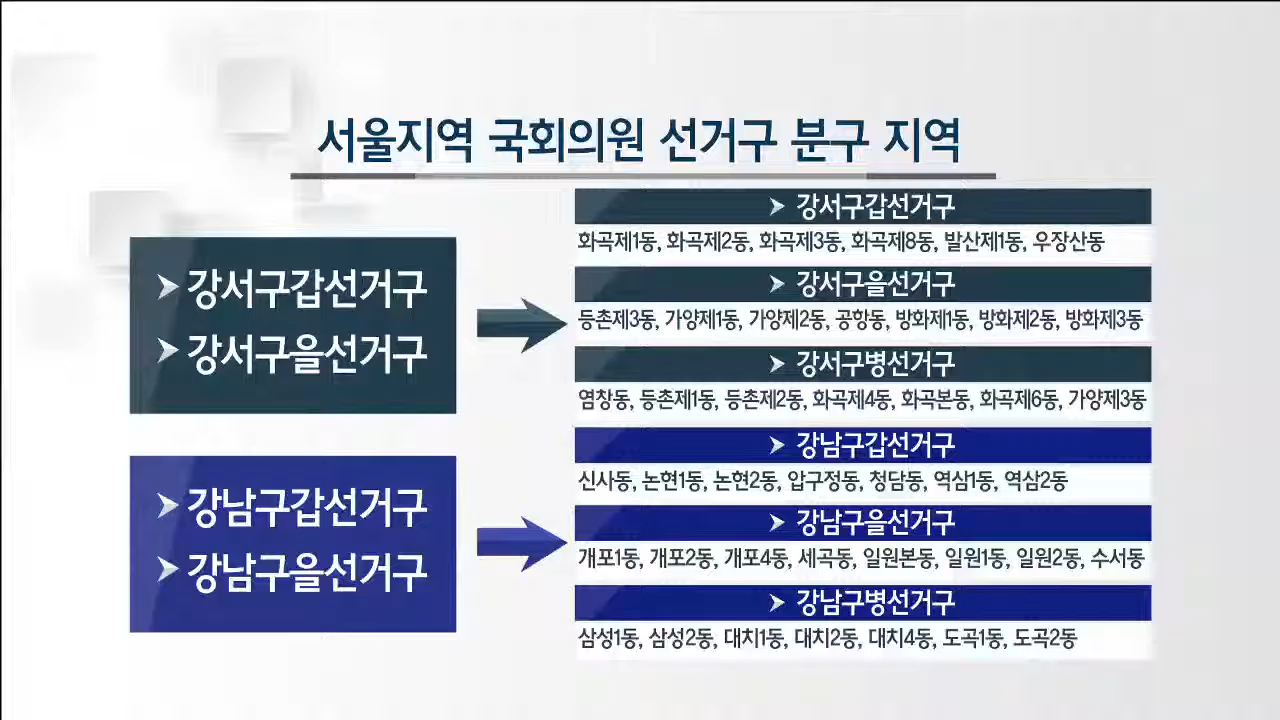 서울지역 국회의원 선거구 분구 지역
강서구갑선거구
강서구을선거구
강서구갑선거구
화곡제1동, 화곡제2동, 화곡제3동, 화곡제8동, 발산제1동, 우장산동
강서구을선거구
등촌제3동, 가양제1동, 가양제2동, 공항동, 방화제1동, 방화제2동, 방화제3동
강서구병선거구
염창동, 등촌제1동, 등촌제2동, 화곡제4동, 화곡본동, 화곡제6동, 가양제3동
강남구갑선거구
강남구을선거구
강남구갑선거구
신사동, 논현1동, 논현2동, 압구정동, 청담동, 역삼1동, 역삼2동
강남구을선거구
개포1동, 개포2동, 개포4동, 세곡동, 일원본동, 일원1동, 일원2동, 수서동
강남구병선거구
삼성1동, 삼성2동, 대치1동, 대치2동, 대치4동, 도곡1동, 도곡2동